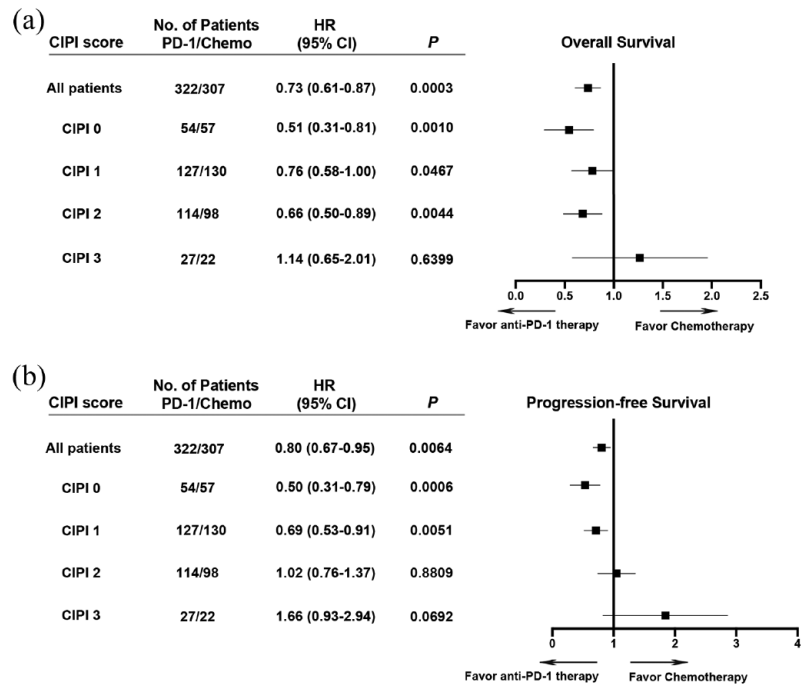 (a)
CIPI score No. of Patients PD-1/Chemo HR (95% CI) P Overall Survival
All patients 322/307 0.73 (0.61-0.87) 0.0003
CIPI 0 54/57 0.51 (0.31-0.81) 0.0010
CIPI 1 127/130 0.76 (0.58-1.00) 0.0467
CIPI 2 114/98 0.66 (0.50-0.89) 0.0044
CIPI 3 27/22 1.14 (0.65-2.01) 0.6399
0.0 0.5 1.0 1.5 2.0 2.5
Favor anti-PD-1 therapy Favor Chemotherapy
(b)
CIPI score No. of Patients PD-1/Chemo HR (95% CI) P Progression-free Survival
All patients 322/307 0.80 (0.67-0.95) 0.0064
CIPI 0 54/57 0.50 (0.31-0.79) 0.0006
CIPI 1 127/130 0.69 (0.53-0.91) 0.0051
CIPI 2 114/98 1.02 (0.76-1.37) 0.8809
CIPI 3 27/22 1.66 (0.93-2.94) 0.0692
0 1 2 3 4
Favor anti-PD-1 therapy Favor Chemotherapy